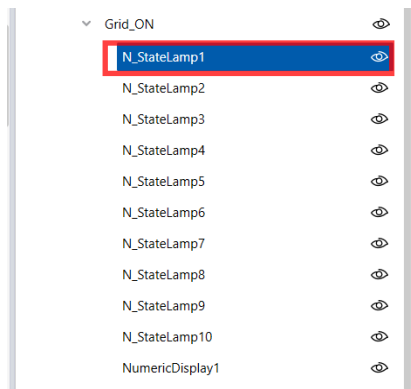 Grid_ON
N_StateLamp1
N_StateLamp2
N_StateLamp3
N_StateLamp4
N_StateLamp5
N_StateLamp6
N_StateLamp7
N_StateLamp8
N_StateLamp9
N_StateLamp10
NumericDisplay1